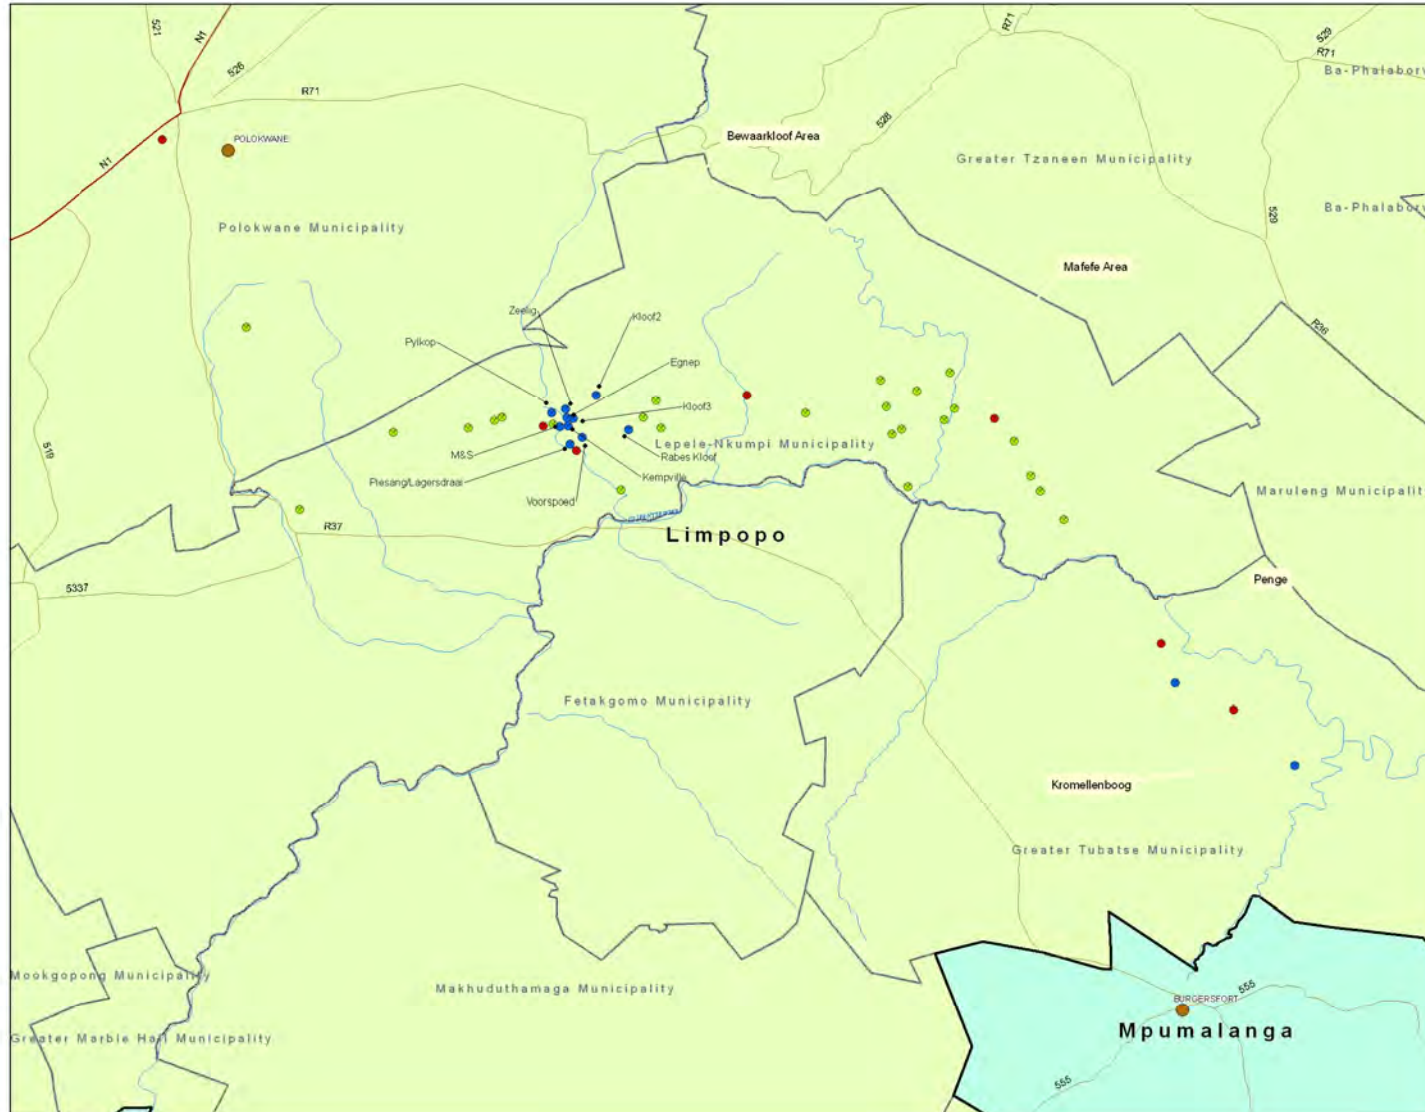 521
N1
529
R71
526
R71
Ba-Phalaborw
R71
N1
POLOKWANE
Bewaarkloof Area
528
Greater Tzaneen Municipality
Polokwane Municipality
529
Ba-Phalaborw
Mafefe Area
Zeelig
Kloof2
Pylkop
R36
Egnep
Kloof3
519
M&S
Lepele-Nkumpi Municipality
Rabes Kloof
Piesang/Lagersdraai
Kempville
Voorspoed
Maruleng Municipalit
R37
Limpopo
5337
Penge
Fetakgomo Municipality
Kromellenboog
Greater Tubatse Municipality
Mookgopong Municipality
Makhuduthamaga Municipality
555
BURGERSFORT
Greater Marble Hall Municipality
Mpumalanga
555